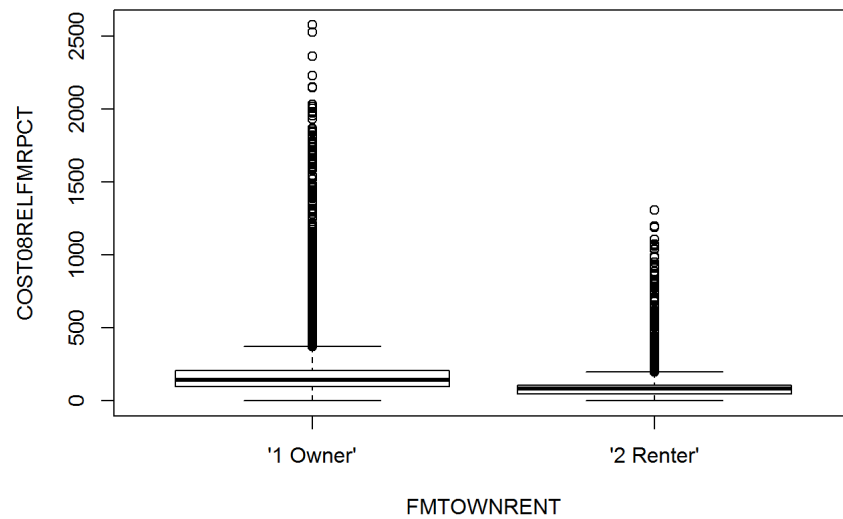 2500
2000
1500
1000
500
0
COST08RELFMRPCT
'1 Owner' '2 Renter'
FMTOWNRENT